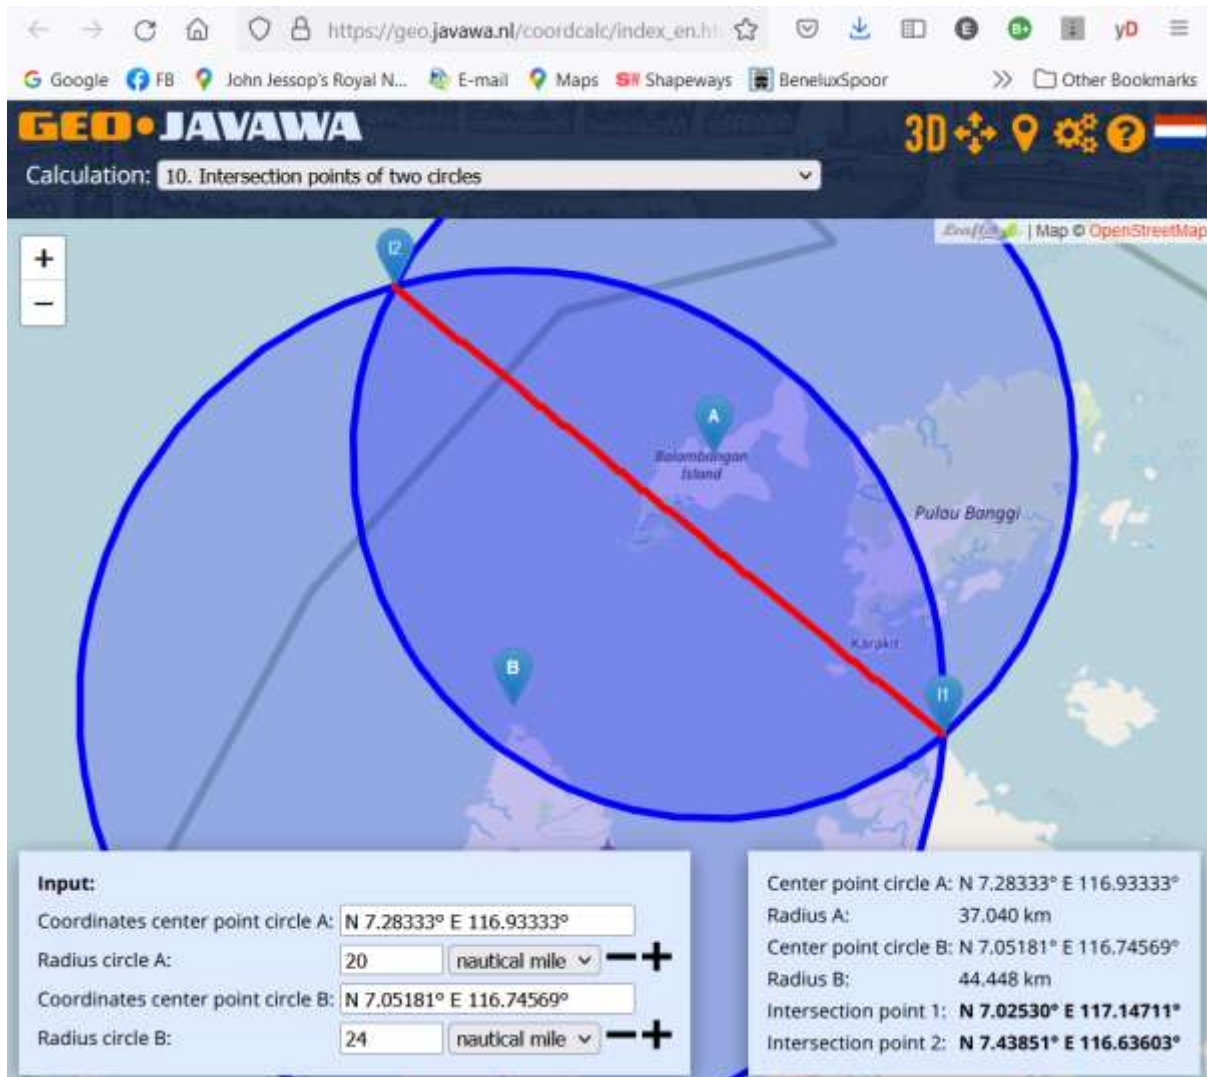 https://geo.javawa.nl/coordcalc/index_en.ht
yD
Google FB John Jessop's Royal N... E-mail Maps Shapeways BeneluxSpoor Other Bookmarks
GEO•JAVAWA
3D
Calculation: 10. Intersection points of two circles
+
−
Leaflet | Map © OpenStreetMap
I2
A
Balambangan
Island
Pulau Banggi
Karakit
B
I1
Input:
Coordinates center point circle A: N 7.28333° E 116.93333°
Radius circle A: 20 nautical mile
Coordinates center point circle B: N 7.05181° E 116.74569°
Radius circle B: 24 nautical mile
Center point circle A: N 7.28333° E 116.93333°
Radius A: 37.040 km
Center point circle B: N 7.05181° E 116.74569°
Radius B: 44.448 km
Intersection point 1: N 7.02530° E 117.14711°
Intersection point 2: N 7.43851° E 116.63603°